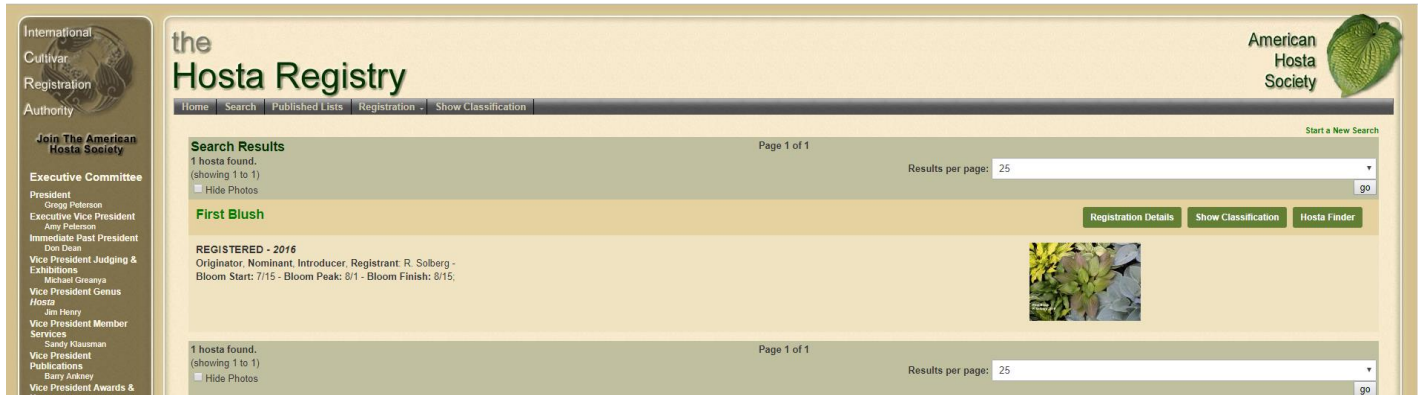 International
Cultivar
Registration
Authority
Join The American
Hosta Society
Executive Committee
President
Gregg Peterson
Executive Vice President
Amy Peterson
Immediate Past President
Don Dean
Vice President Judging &
Exhibitions
Michael Greanya
Vice President Genus
Hosta
Jim Henry
Vice President Member
Services
Sandy Klausman
Vice President
Publications
Barry Ankney
Vice President Awards &
the
Hosta Registry
American
Hosta
Society
Home Search Published Lists Registration Show Classification
Start a New Search
Search Results Page 1 of 1
1 hosta found.
(showing 1 to 1) Results per page: 25
Hide Photos go
First Blush Registration Details Show Classification Hosta Finder
REGISTERED - 2016
Originator, Nominant, Introducer, Registrant: R. Solberg -
Bloom Start: 7/15 - Bloom Peak: 8/1 - Bloom Finish: 8/15;
1 hosta found. Page 1 of 1
(showing 1 to 1) Results per page: 25
Hide Photos go